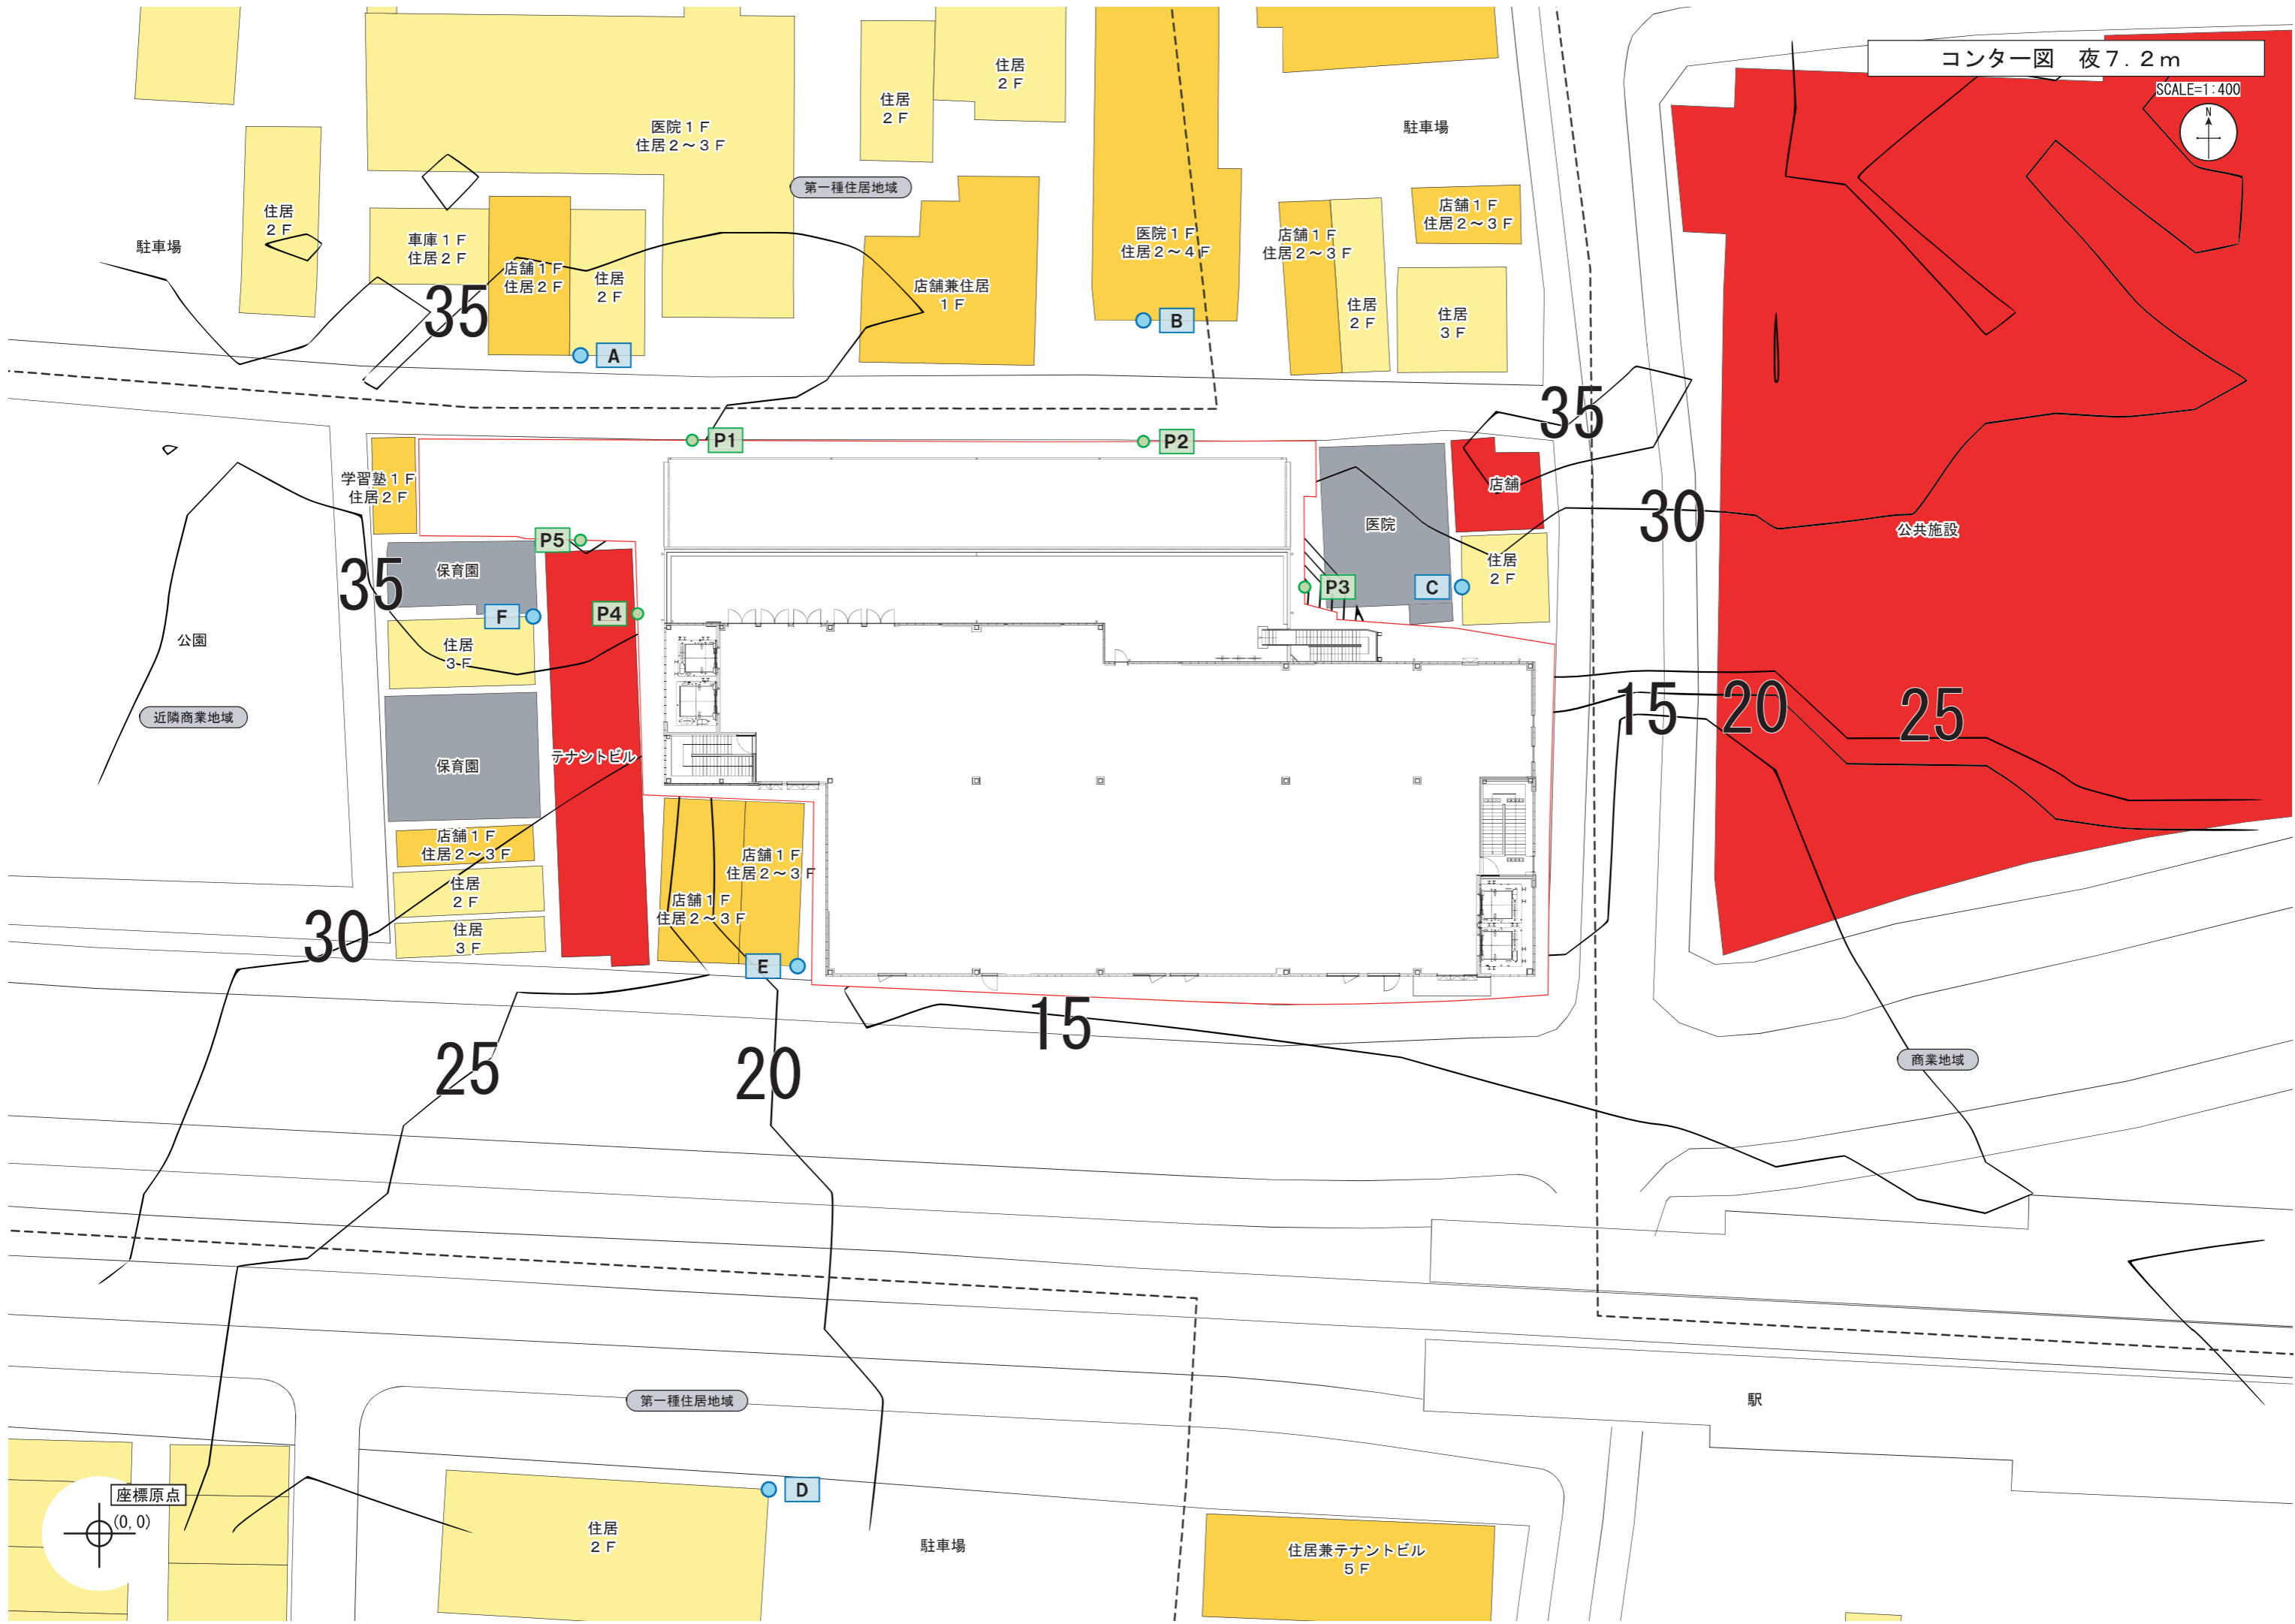 コンター図　夜７.２ｍ
SCALE=1:400
N
住居
２Ｆ
住居
２Ｆ
医院１Ｆ
住居２～３Ｆ
駐車場
第一種住居地域
住居
２Ｆ
駐車場
車庫１Ｆ
住居２Ｆ
店舗１Ｆ
住居２Ｆ
住居
２Ｆ
店舗兼住居
１Ｆ
医院１Ｆ
住居２～４Ｆ
店舗１Ｆ
住居２～３Ｆ
店舗１Ｆ
住居２～３Ｆ
住居
２Ｆ
住居
３Ｆ
35
A
B
35
P1
P2
学習塾１Ｆ
住居２Ｆ
店舗
医院
30
公共施設
P5
保育園
35
住居
２Ｆ
P3
C
F
P4
公園
住居
３Ｆ
近隣商業地域
15
20
25
保育園
テナントビル
店舗１Ｆ
住居２～３Ｆ
店舗１Ｆ
住居２～３Ｆ
住居
２Ｆ
店舗１Ｆ
住居２～３Ｆ
住居
３Ｆ
30
E
15
25
20
商業地域
第一種住居地域
駅
座標原点
(0,0)
D
住居
２Ｆ
駐車場
住居兼テナントビル
５Ｆ